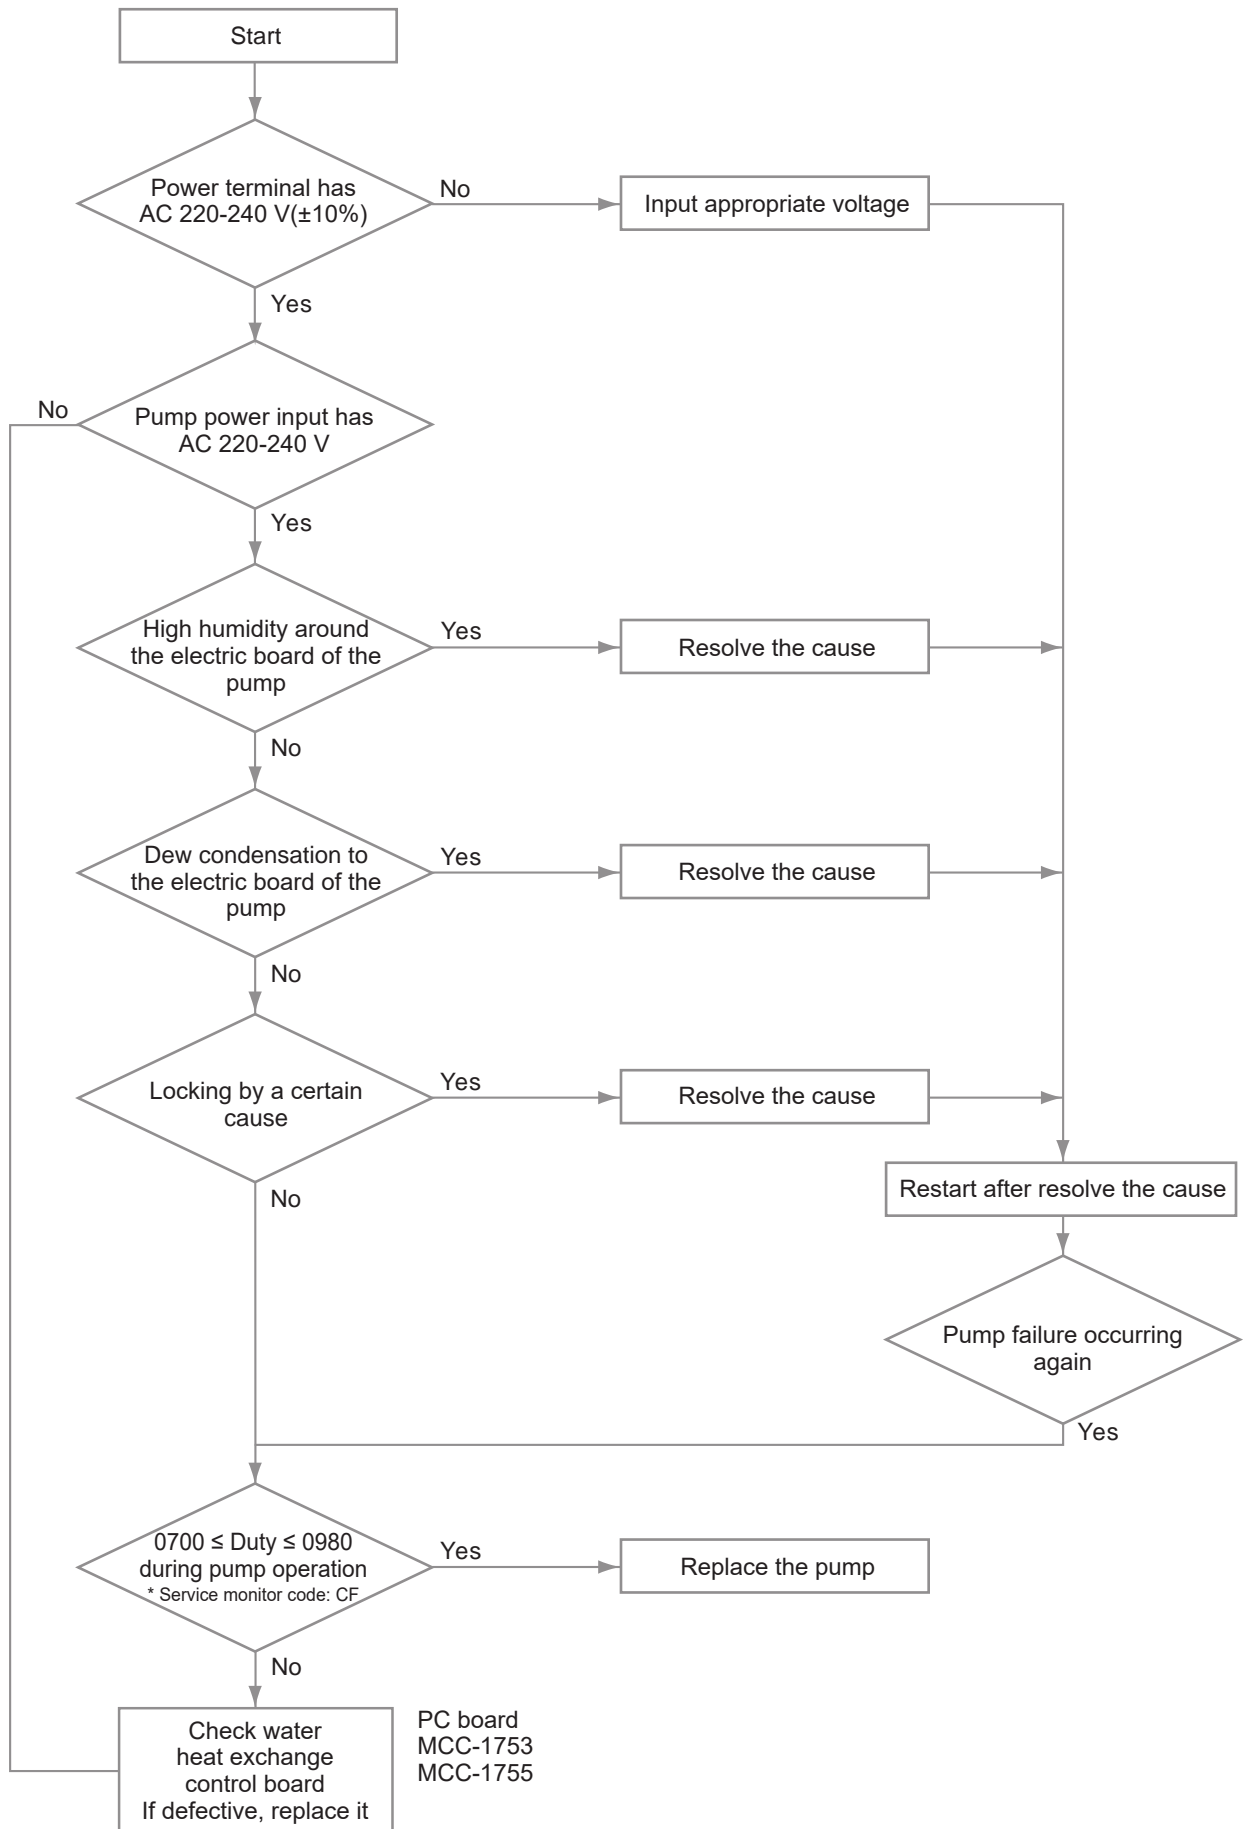 Start
Power terminal has
AC 220-240 V(±10%)
No
Input appropriate voltage
Yes
No
Pump power input has
AC 220-240 V
Yes
High humidity around
the electric board of the
pump
Yes
Resolve the cause
No
Dew condensation to
the electric board of the
pump
Yes
Resolve the cause
No
Locking by a certain
cause
Yes
Resolve the cause
No
Restart after resolve the cause
Pump failure occurring
again
Yes
0700 ≤ Duty ≤ 0980
during pump operation
* Service monitor code: CF
Yes
Replace the pump
No
Check water
heat exchange
control board
If defective, replace it
PC board
MCC-1753
MCC-1755